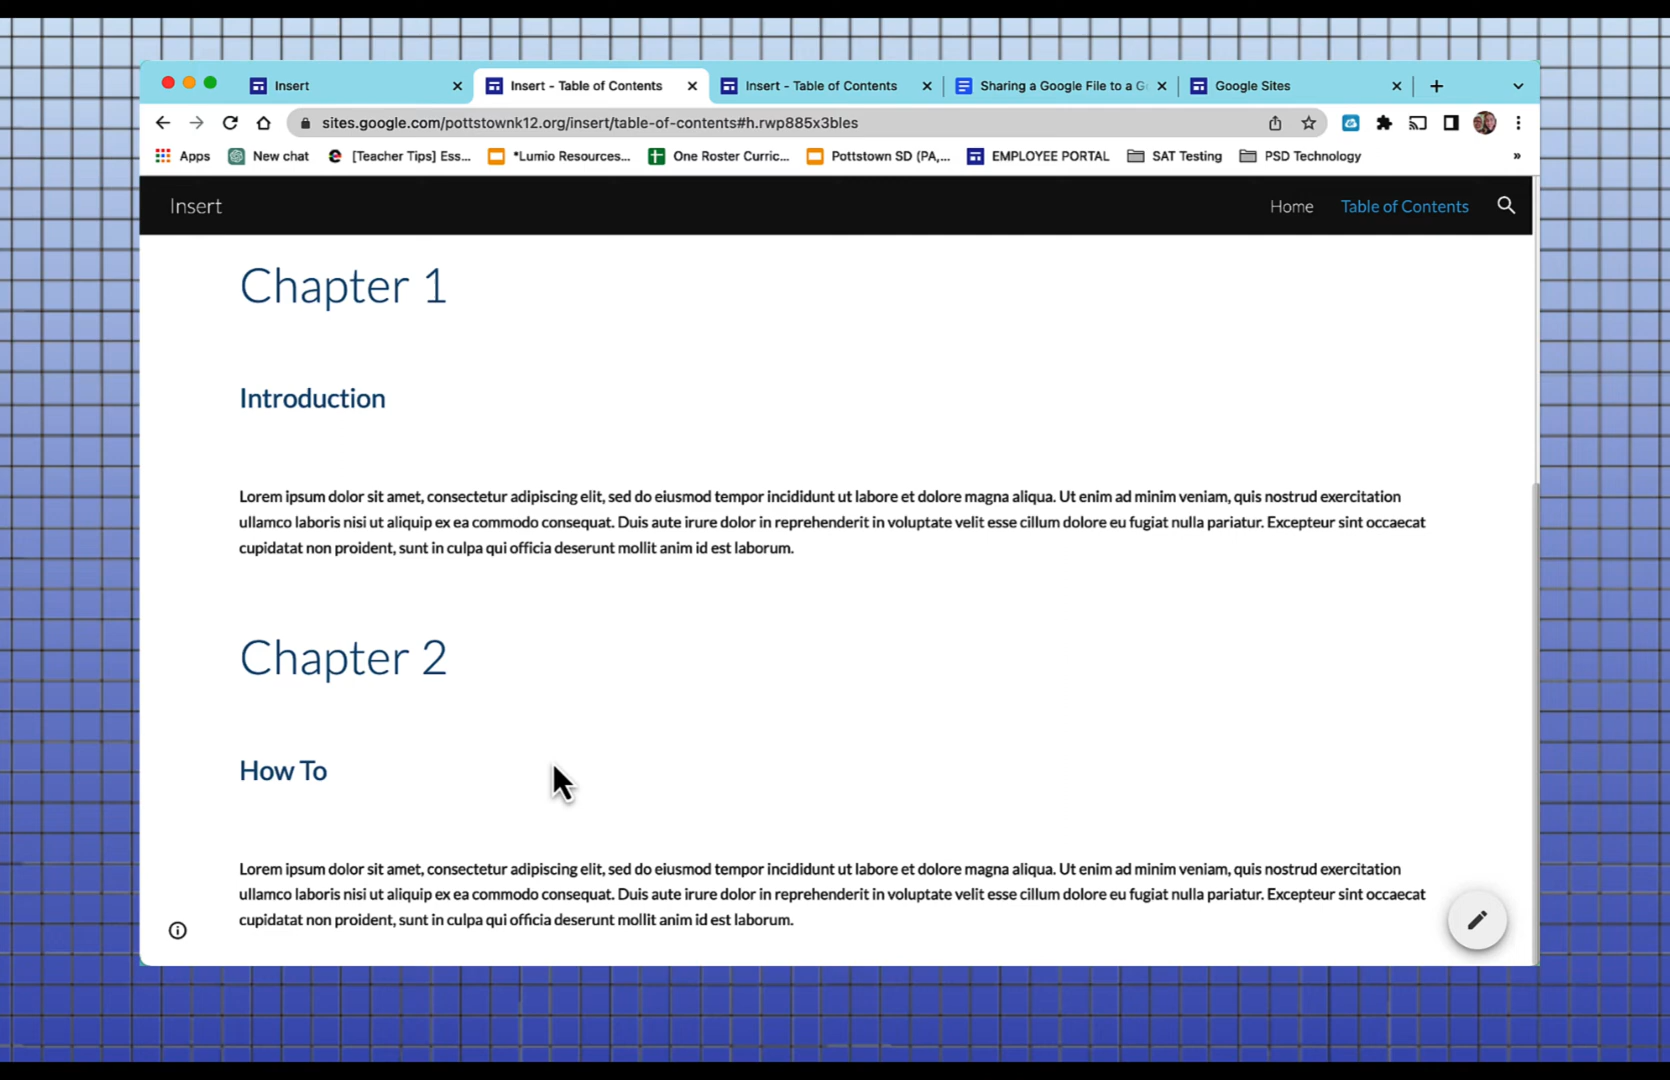 Insert
Insert - Table of Contents
Insert - Table of Contents
Sharing a Google File to a G
Google Sites
sites.google.com/pottstownk12.org/insert/table-of-contents#h.rwp885x3bles
Apps
New chat
[Teacher Tips] Ess...
*Lumio Resources...
One Roster Curric...
Pottstown SD (PA,...
EMPLOYEE PORTAL
SAT Testing
PSD Technology
»
Insert
Home
Table of Contents
Chapter 1
Introduction
Lorem ipsum dolor sit amet, consectetur adipiscing elit, sed do eiusmod tempor incididunt ut labore et dolore magna aliqua. Ut enim ad minim veniam, quis nostrud exercitation
ullamco laboris nisi ut aliquip ex ea commodo consequat. Duis aute irure dolor in reprehenderit in voluptate velit esse cillum dolore eu fugiat nulla pariatur. Excepteur sint occaecat
cupidatat non proident, sunt in culpa qui officia deserunt mollit anim id est laborum.
Chapter 2
How To
Lorem ipsum dolor sit amet, consectetur adipiscing elit, sed do eiusmod tempor incididunt ut labore et dolore magna aliqua. Ut enim ad minim veniam, quis nostrud exercitation
ullamco laboris nisi ut aliquip ex ea commodo consequat. Duis aute irure dolor in reprehenderit in voluptate velit esse cillum dolore eu fugiat nulla pariatur. Excepteur sint occaecat
cupidatat non proident, sunt in culpa qui officia deserunt mollit anim id est laborum.